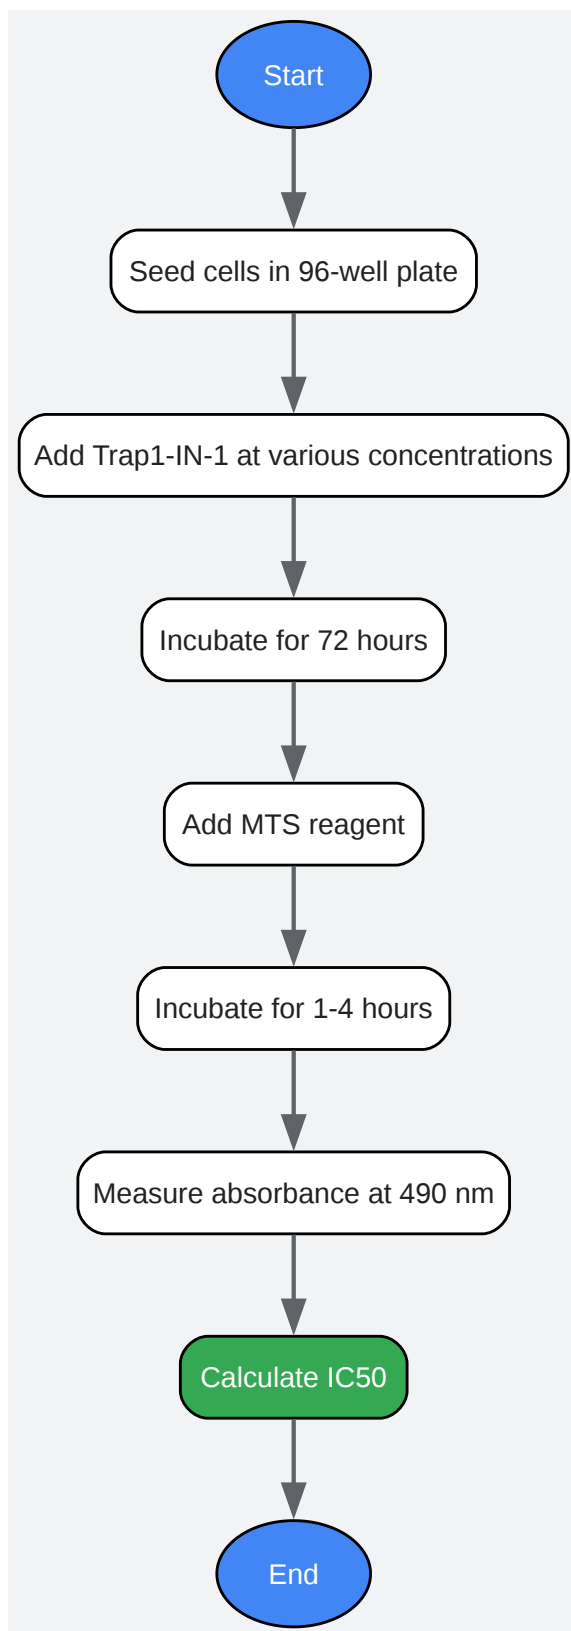 Start
Seed cells in 96-well plate
Add Trap1-IN-1 at various concentrations
Incubate for 72 hours
Add MTS reagent
Incubate for 1-4 hours
Measure absorbance at 490 nm
Calculate IC50
End